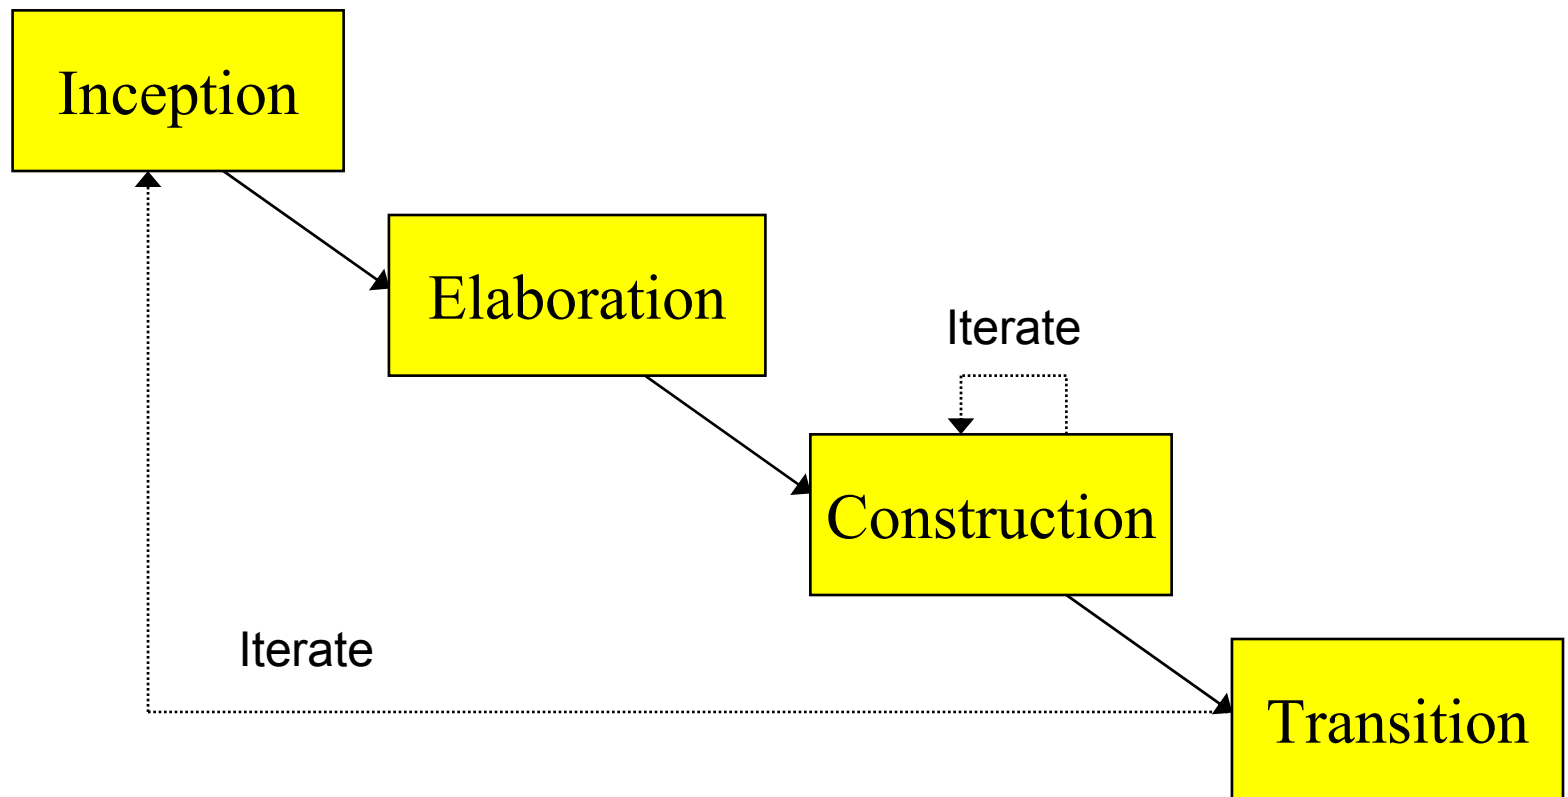 Inception
Elaboration
Iterate
Construction
Iterate
Transition